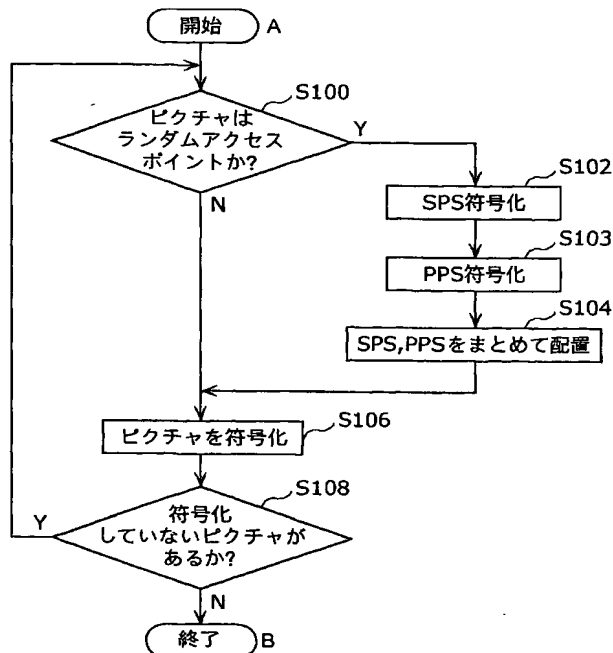 開始 A
S100
ピクチャは
ランダムアクセス
ポイントか?
Y
N
S102
SPS符号化
S103
PPS符号化
S104
SPS,PPSをまとめて配置
S106
ピクチャを符号化
S108
符号化
していないピクチャが
あるか?
Y
N
終了 B